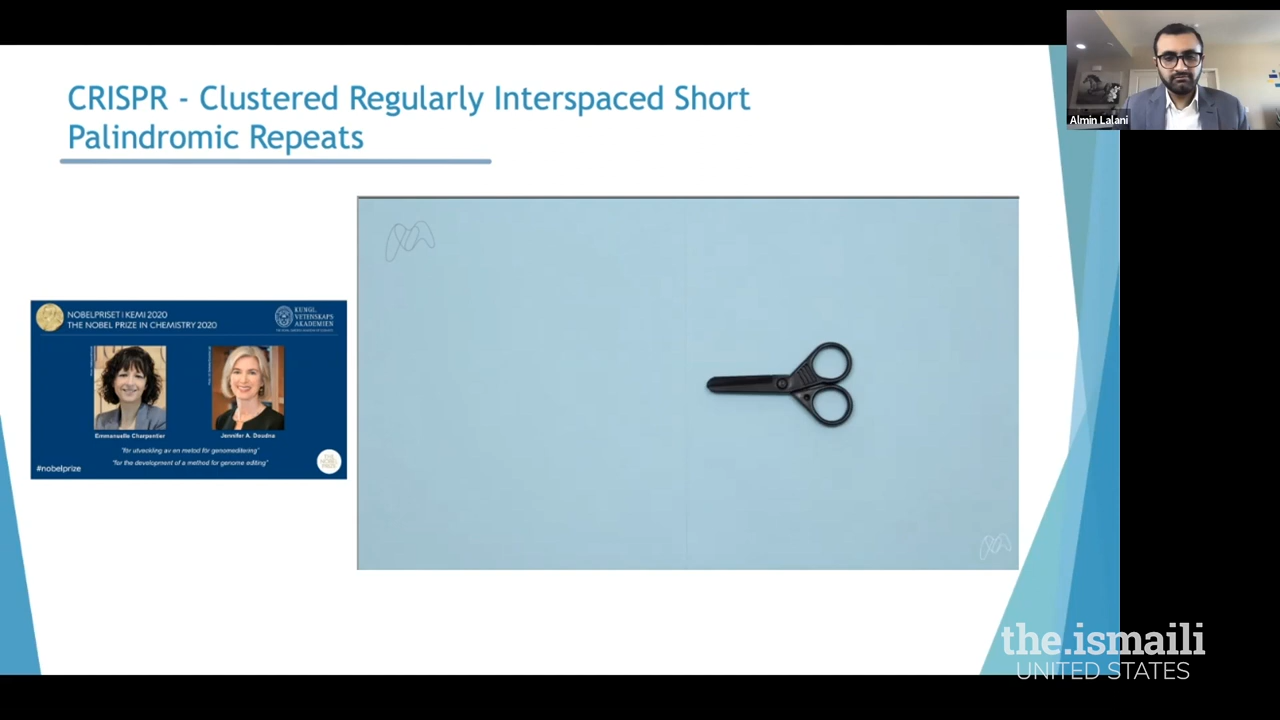 CRISPR - Clustered Regularly Interspaced Short
Palindromic Repeats
Almin Lalani
NOBELPRISET I KEMI 2020
THE NOBEL PRIZE IN CHEMISTRY 2020
KUNGL.
VETENSKAPS
AKADEMIEN
Emmanuelle Charpentier
Jennifer A. Doudna
"för utveckling av en metod för genomeditering"
"for the development of a method for genome editing"
#nobelprize
the.ismaili
UNITED STATES